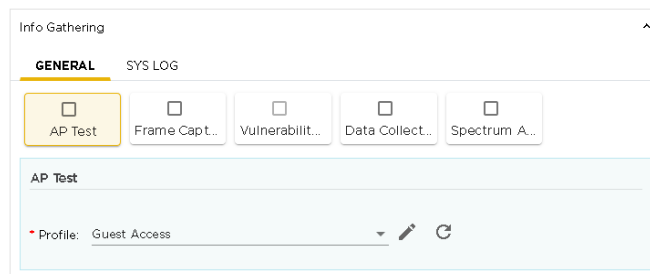 Info Gathering
GENERAL SYS LOG
AP Test Frame Capt... Vulnerabilit... Data Collect... Spectrum A...
AP Test
* Profile: Guest Access